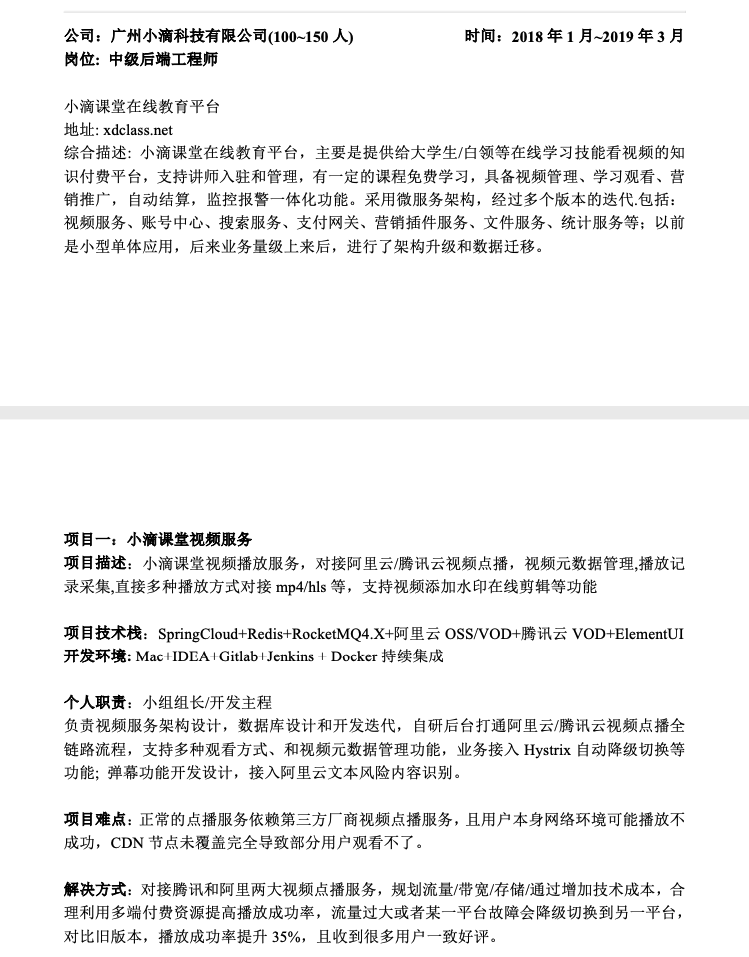 公司：广州小滴科技有限公司(100~150 人) 时间：2018 年 1 月~2019 年 3 月
岗位: 中级后端工程师
小滴课堂在线教育平台
地址: xdclass.net
综合描述: 小滴课堂在线教育平台，主要是提供给大学生/白领等在线学习技能看视频的知
识付费平台，支持讲师入驻和管理，有一定的课程免费学习，具备视频管理、学习观看、营
销推广，自动结算，监控报警一体化功能。采用微服务架构，经过多个版本的迭代.包括：
视频服务、账号中心、搜索服务、支付网关、营销插件服务、文件服务、统计服务等；以前
是小型单体应用，后来业务量级上来后，进行了架构升级和数据迁移。
项目一：小滴课堂视频服务
项目描述：小滴课堂视频播放服务，对接阿里云/腾讯云视频点播，视频元数据管理,播放记
录采集,直接多种播放方式对接 mp4/hls 等，支持视频添加水印在线剪辑等功能
项目技术栈：SpringCloud+Redis+RocketMQ4.X+阿里云 OSS/VOD+腾讯云 VOD+ElementUI
开发环境: Mac+IDEA+Gitlab+Jenkins + Docker 持续集成
个人职责：小组组长/开发主程
负责视频服务架构设计，数据库设计和开发迭代，自研后台打通阿里云/腾讯云视频点播全
链路流程，支持多种观看方式、和视频元数据管理功能，业务接入 Hystrix 自动降级切换等
功能; 弹幕功能开发设计，接入阿里云文本风险内容识别。
项目难点：正常的点播服务依赖第三方厂商视频点播服务，且用户本身网络环境可能播放不
成功，CDN 节点未覆盖完全导致部分用户观看不了。
解决方式：对接腾讯和阿里两大视频点播服务，规划流量/带宽/存储/通过增加技术成本，合
理利用多端付费资源提高播放成功率，流量过大或者某一平台故障会降级切换到另一平台，
对比旧版本，播放成功率提升 35%，且收到很多用户一致好评。